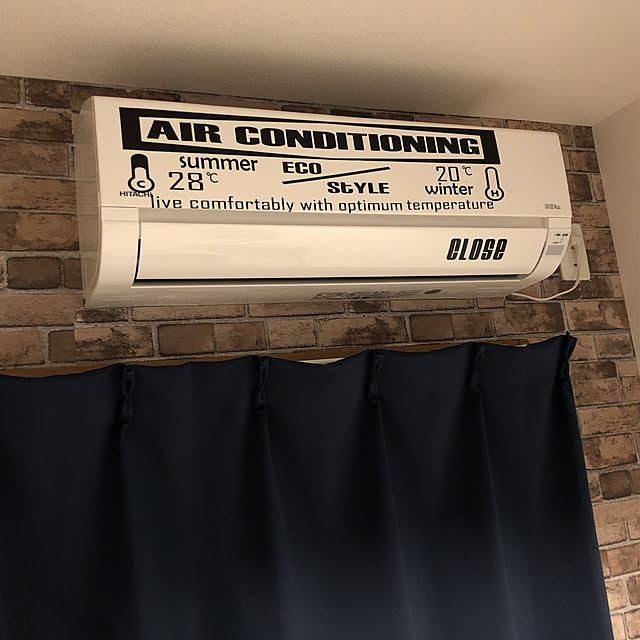 AIR CONDITIONING
summer ECO 20℃
28℃ StYLE winter
C H
HITACHI
live comfortably with optimum temperature
CLOSE